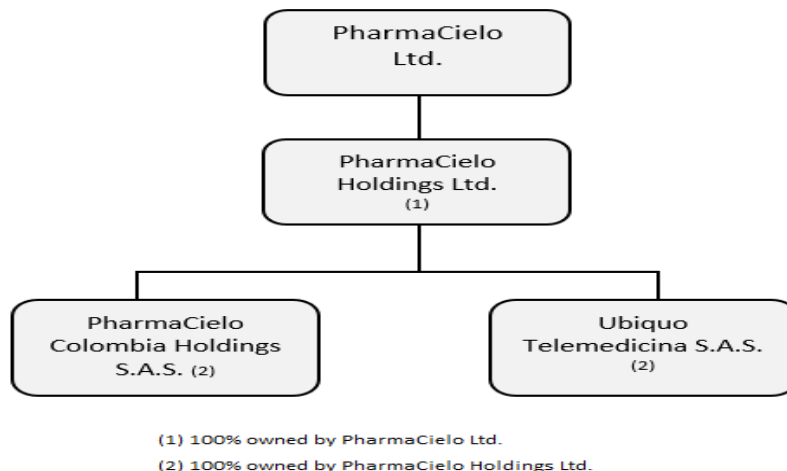 PharmaCielo
Ltd.
PharmaCielo
Holdings Ltd.
(1)
PharmaCielo
Colombia Holdings
S.A.S. (2)
Ubiquo
Telemedicina S.A.S.
(2)
(1) 100% owned by PharmaCielo Ltd.
(2) 100% owned by PharmaCielo Holdings Ltd.